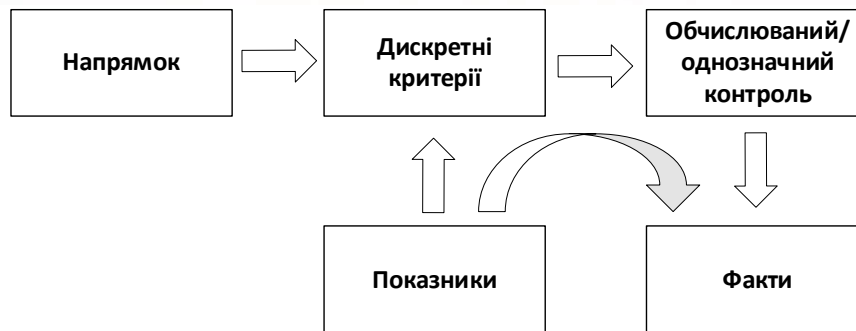 Напрямок
Дискретні
критерії
Обчислюваний/
однозначний
контроль
Показники
Факти